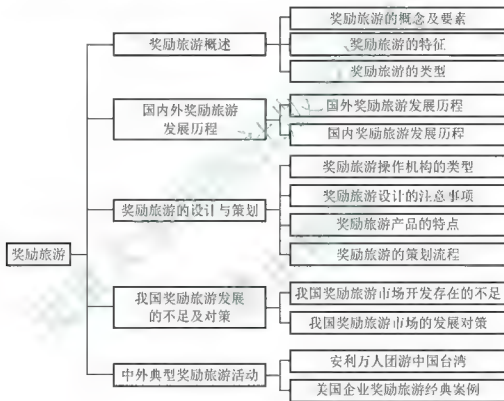 奖励旅游
奖励旅游概述
奖励旅游的概念及要素
奖励旅游的特征
奖励旅游的类型
国内外奖励旅游
发展历程
国外奖励旅游发展历程
国内奖励旅游发展历程
奖励旅游的设计与策划
奖励旅游操作机构的类型
奖励旅游设计的注意事项
奖励旅游产品的特点
奖励旅游的策划流程
我国奖励旅游发展
的不足及对策
我国奖励旅游市场开发存在的不足
我国奖励旅游市场的发展对策
中外典型奖励旅游活动
安利万人团游中国台湾
美国企业奖励旅游经典案例